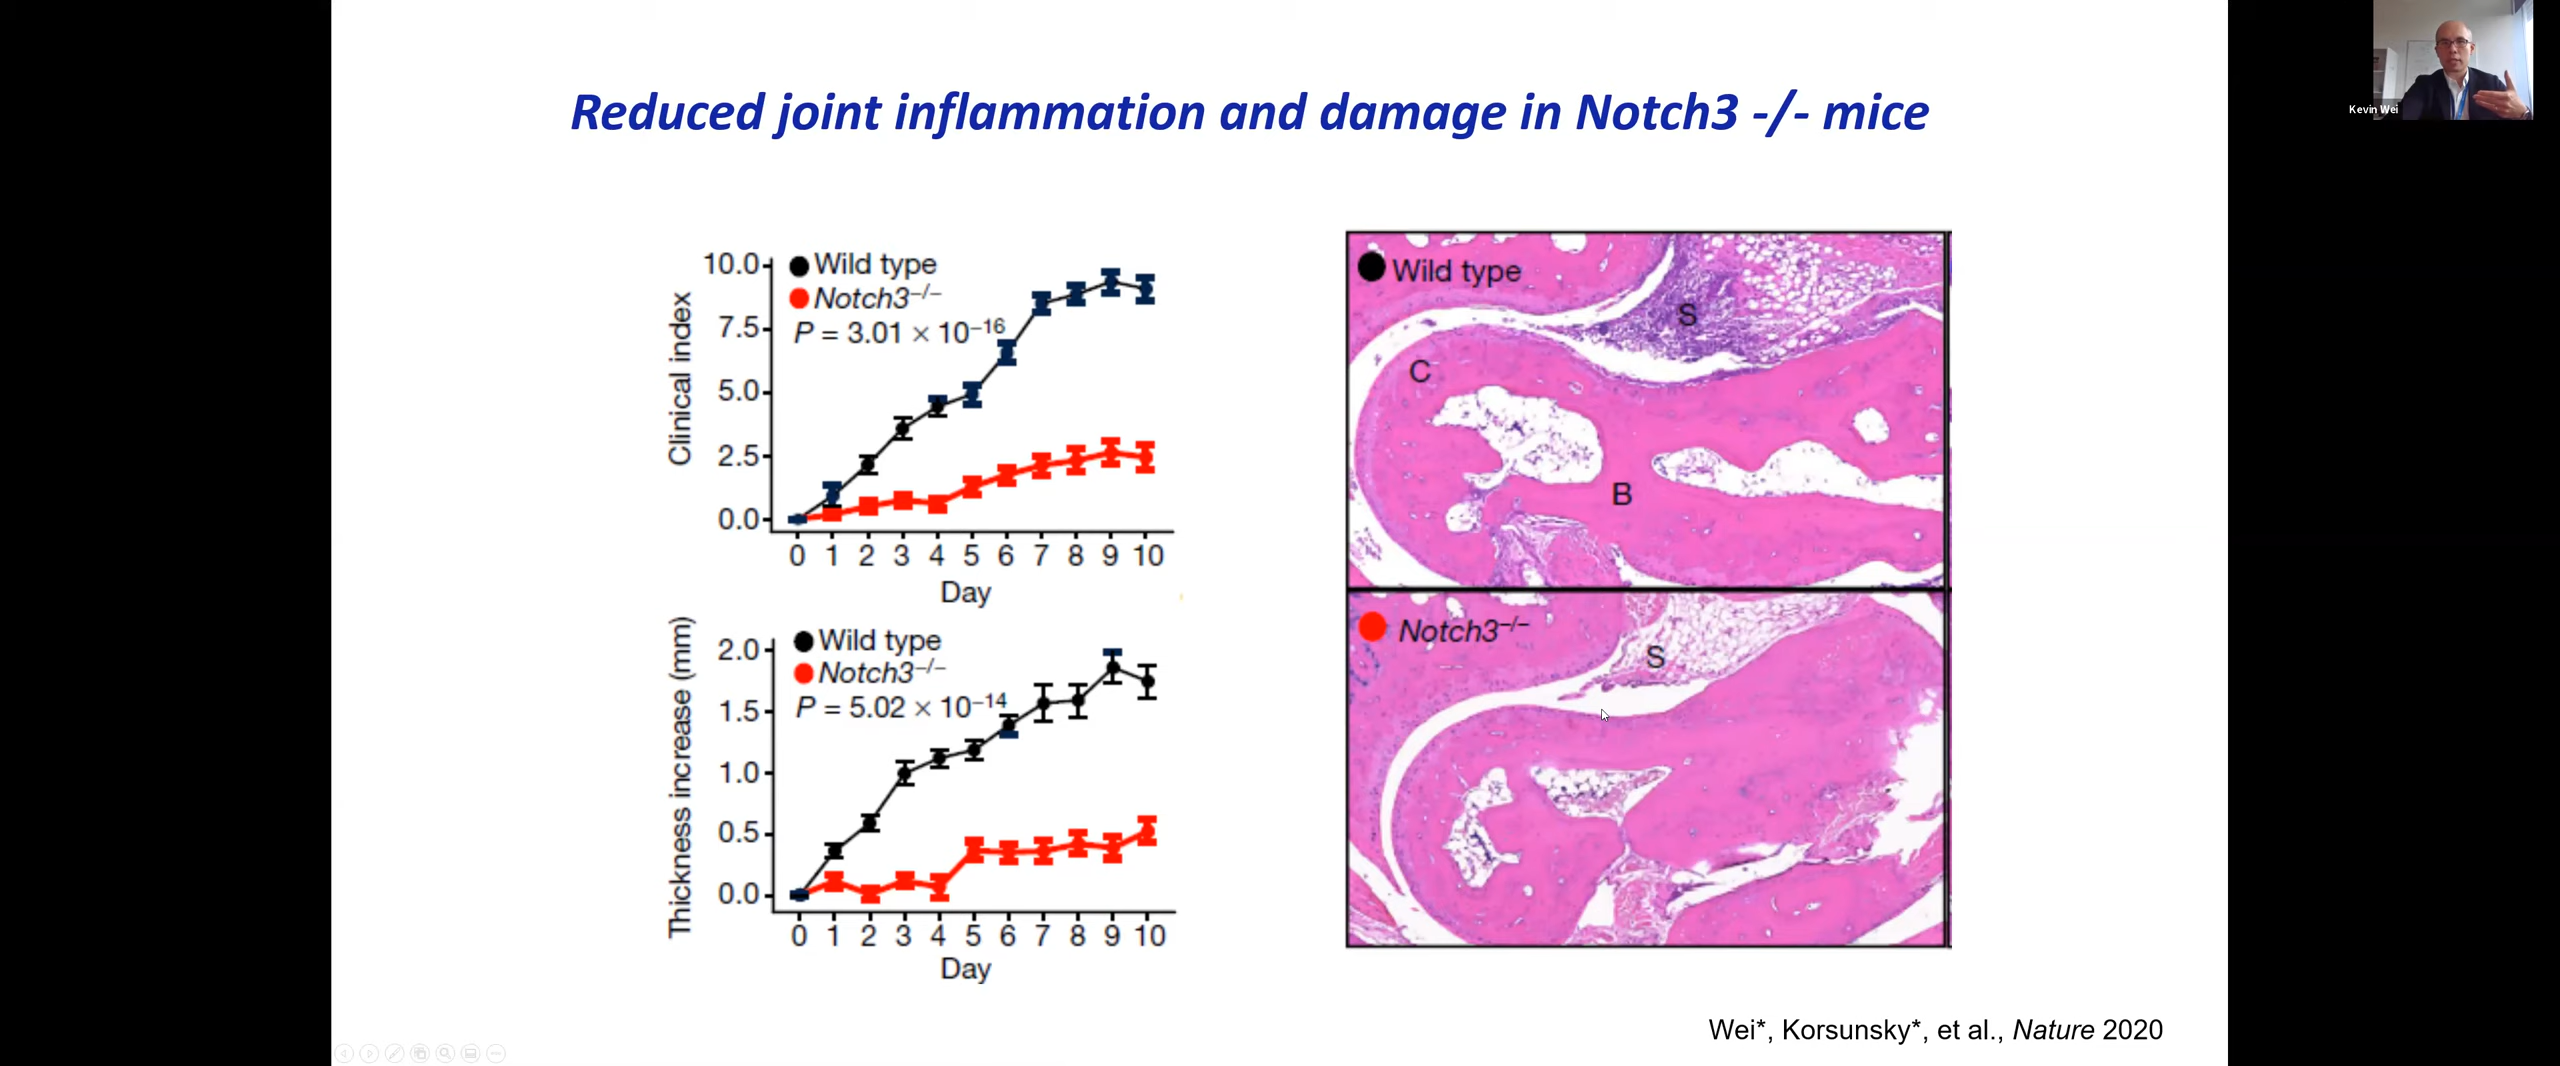 Reduced joint inflammation and damage in Notch3 -/- mice
Kevin Wei
10.0
7.5
5.0
2.5
0.0
Clinical index
Wild type
Notch3−/−
P = 3.01 × 10−16
0 1 2 3 4 5 6 7 8 9 10
Day
2.0
1.5
1.0
0.5
0.0
Thickness increase (mm)
Wild type
Notch3−/−
P = 5.02 × 10−14
0 1 2 3 4 5 6 7 8 9 10
Day
Wild type
S
C
B
Notch3−/−
S
Wei*, Korsunsky*, et al., Nature 2020